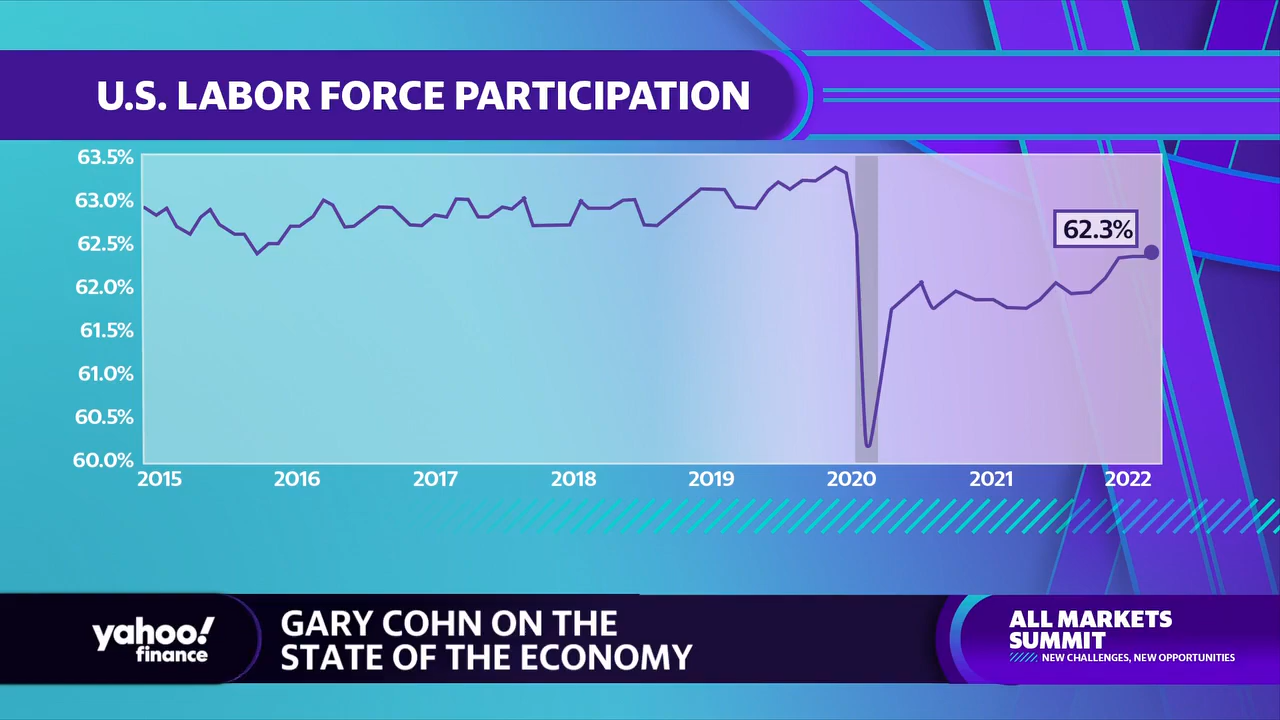 U.S. LABOR FORCE PARTICIPATION
63.5%
63.0%
62.5%
62.0%
61.5%
61.0%
60.5%
60.0%
62.3%
2015 2016 2017 2018 2019 2020 2021 2022
yahoo!
finance
GARY COHN ON THE
STATE OF THE ECONOMY
ALL MARKETS
SUMMIT
NEW CHALLENGES, NEW OPPORTUNITIES